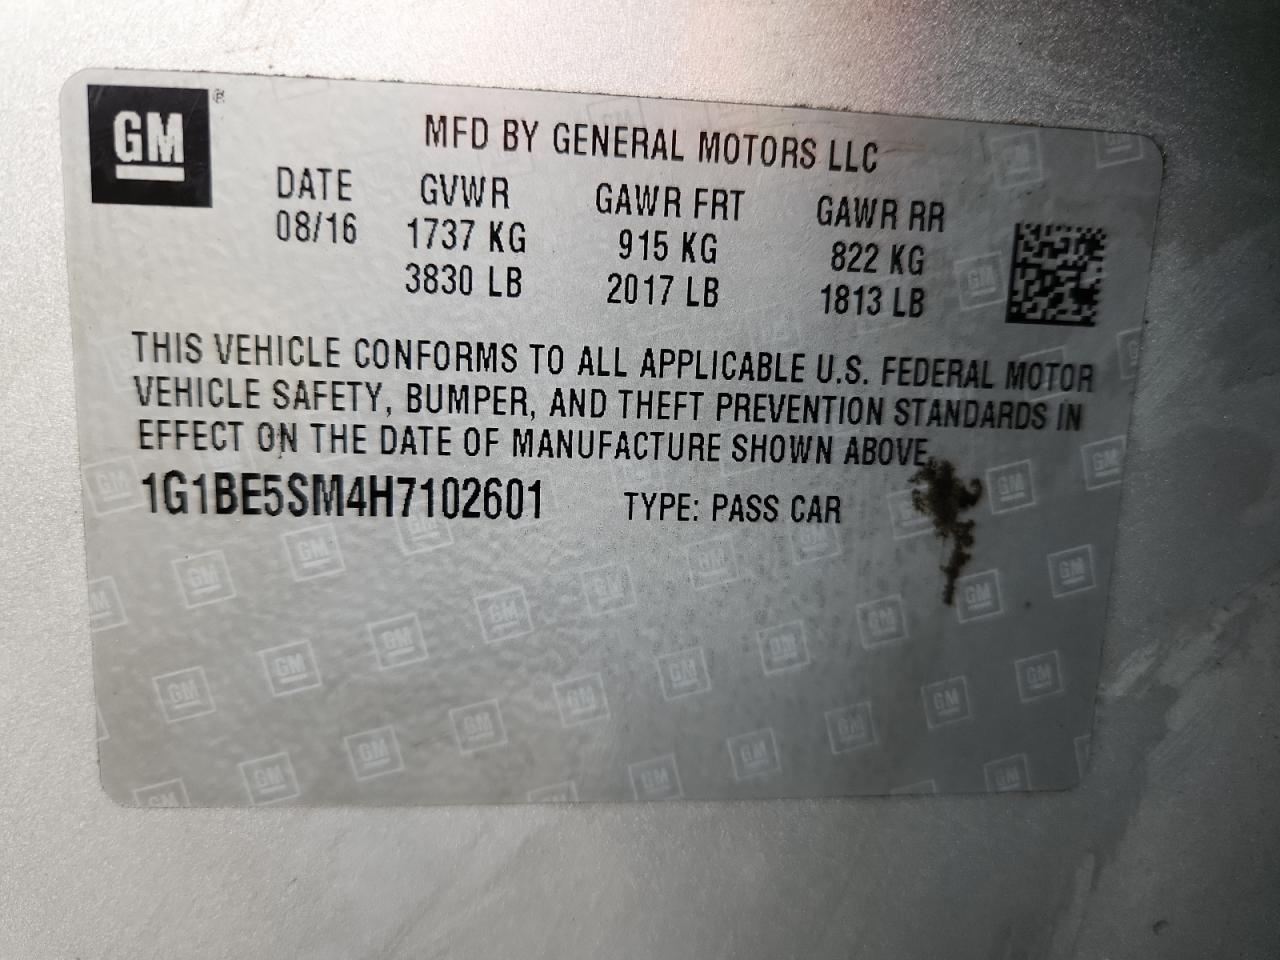 GM ®
MFD BY GENERAL MOTORS LLC
DATE GVWR GAWR FRT GAWR RR
08/16 1737 KG 915 KG 822 KG
3830 LB 2017 LB 1813 LB
THIS VEHICLE CONFORMS TO ALL APPLICABLE U.S. FEDERAL MOTOR
VEHICLE SAFETY, BUMPER, AND THEFT PREVENTION STANDARDS IN
EFFECT ON THE DATE OF MANUFACTURE SHOWN ABOVE.
1G1BE5SM4H7102601 TYPE: PASS CAR